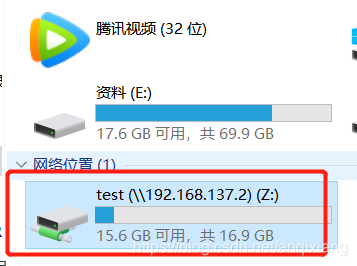 腾讯视频 (32 位)
资料 (E:)
17.6 GB 可用，共 69.9 GB
网络位置 (1)
test (\\192.168.137.2) (Z:)
15.6 GB 可用，共 16.9 GB
https://blog.csdn.net/anqixiang